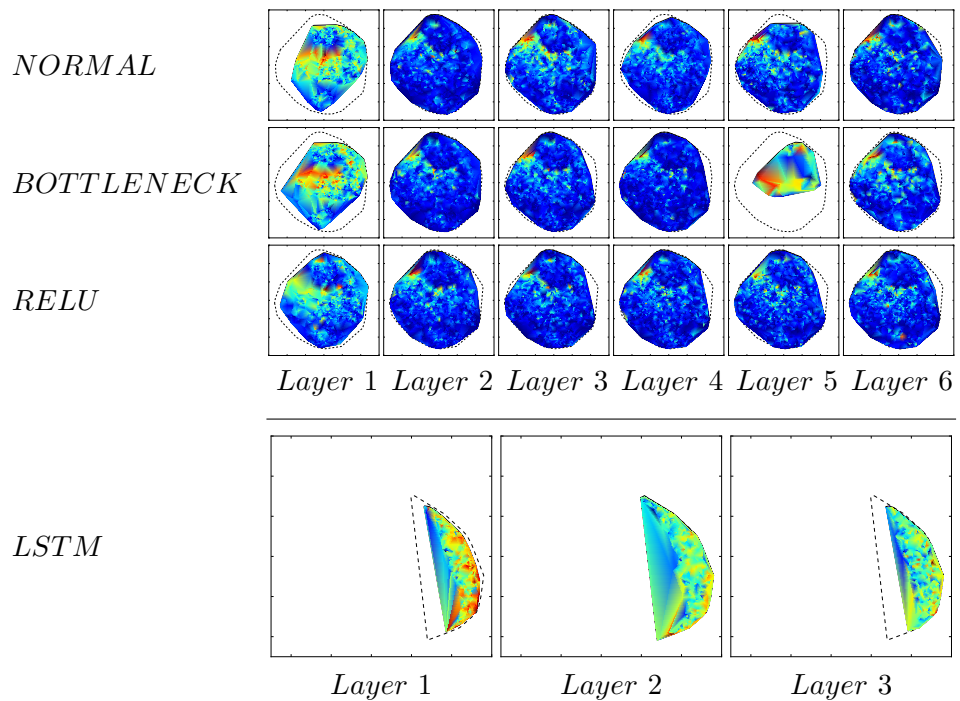 NORMAL
BOTTLENECK
RELU
Layer 1 Layer 2 Layer 3 Layer 4 Layer 5 Layer 6
LSTM
Layer 1 Layer 2 Layer 3